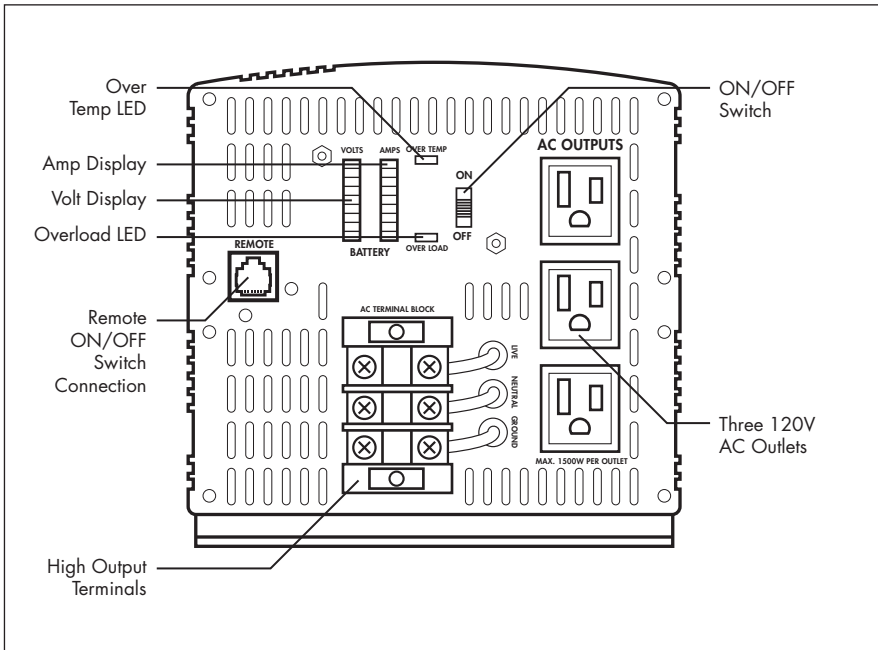 Over
Temp LED
Amp Display
Volt Display
Overload LED
Remote
ON/OFF
Switch
Connection
High Output
Terminals
VOLTS
AMPS
OVER TEMP
ON
OFF
BATTERY
OVER LOAD
REMOTE
AC TERMINAL BLOCK
LIVE
NEUTRAL
GROUND
AC OUTPUTS
MAX. 1500W PER OUTLET
ON/OFF
Switch
Three 120V
AC Outlets